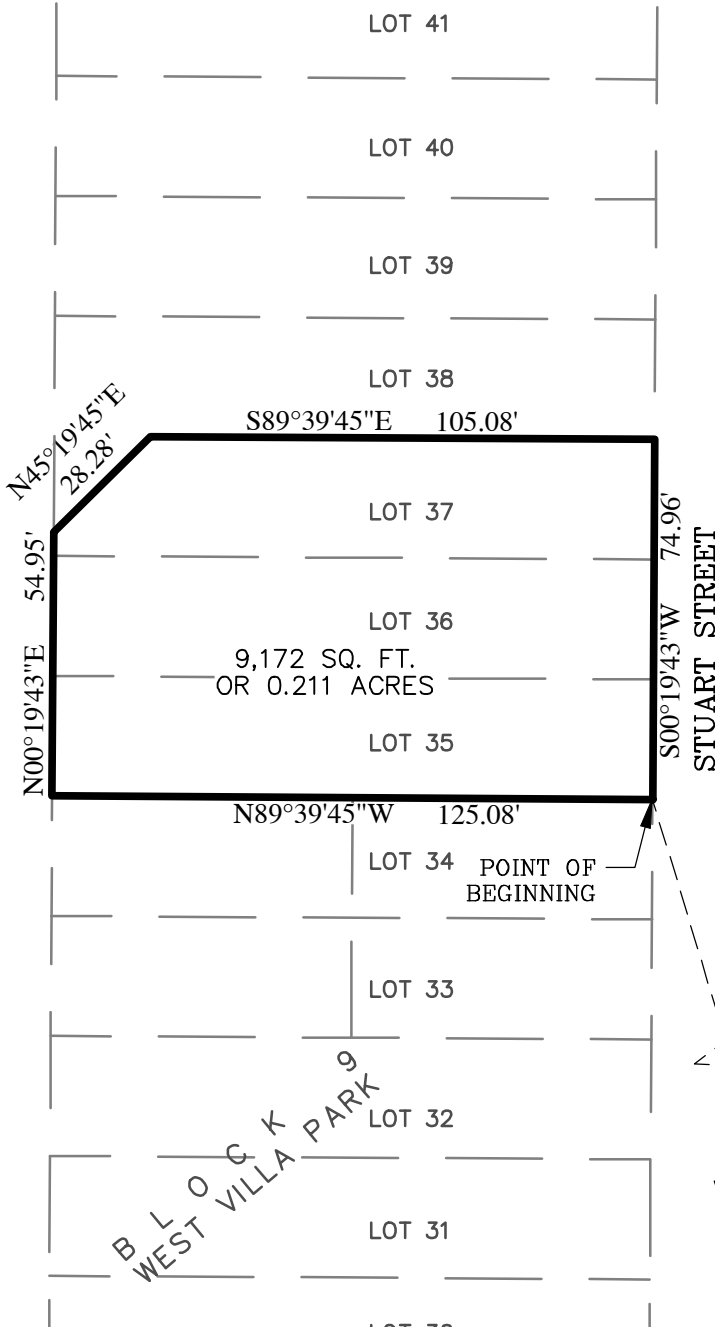 LOT 41
LOT 40
LOT 39
LOT 38
N45°19'45"E
28.28'
S89°39'45"E 105.08'
LOT 37
54.95'
N00°19'43"E
74.96'
S00°19'43"W
STUART STREET
LOT 36
9,172 SQ. FT.
OR 0.211 ACRES
LOT 35
N89°39'45"W 125.08'
LOT 34
POINT OF
BEGINNING
LOT 33
BLOCK 9
WEST VILLA PARK
LOT 32
LOT 31